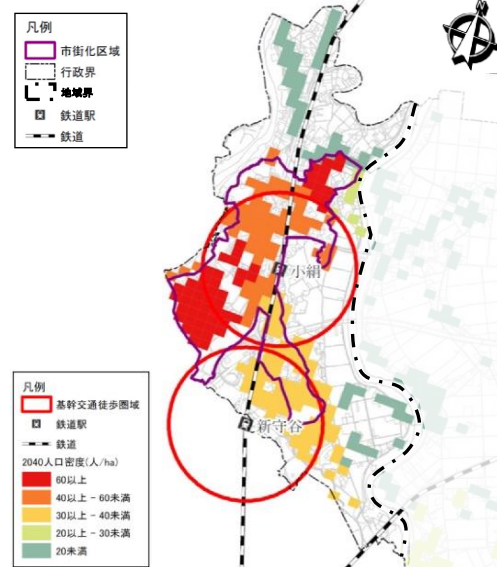 凡例
市街化区域
行政界
地域界
鉄道駅
鉄道
小絹
新守谷
凡例
基幹交通徒歩圏域
鉄道駅
鉄道
2040人口密度(人/ha)
60以上
40以上 - 60未満
30以上 - 40未満
20以上 - 30未満
20未満